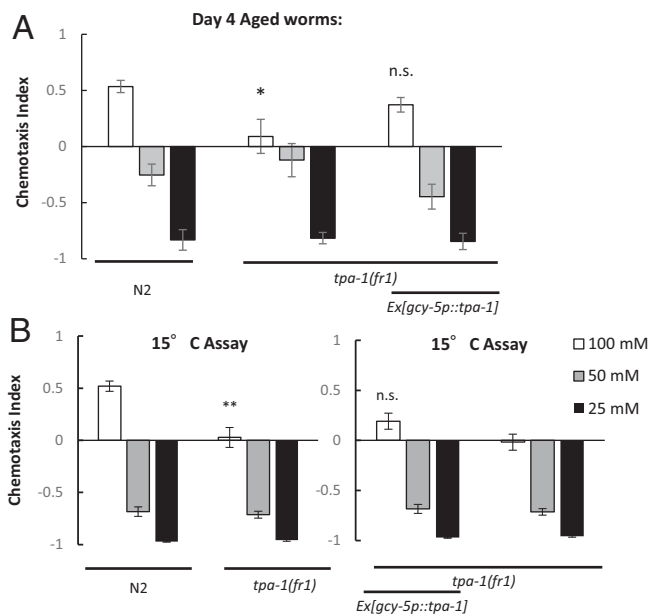 A
Day 4 Aged worms:
Chemotaxis Index
1
0.5
0
-0.5
-1
*
n.s.
N2
tpa-1(fr1)
Ex[gcy-5p::tpa-1]
B
15° C Assay
15° C Assay
Chemotaxis Index
1
0.5
0
-0.5
-1
**
N2
tpa-1(fr1)
1
0.5
0
-0.5
-1
n.s.
100 mM
50 mM
25 mM
tpa-1(fr1)
Ex[gcy-5p::tpa-1]